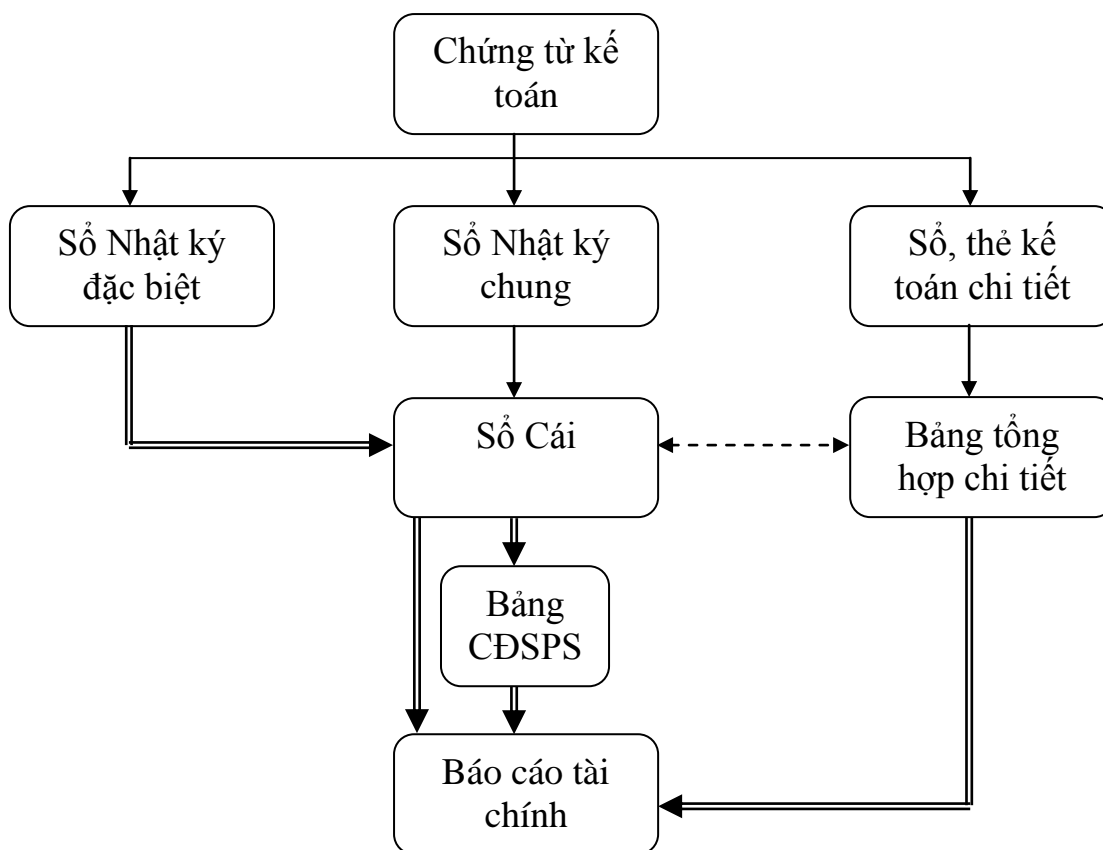 Chứng từ kế
toán
Sổ Nhật ký
đặc biệt
Sổ Nhật ký
chung
Sổ, thẻ kế
toán chi tiết
Sổ Cái
Bảng tổng
hợp chi tiết
Bảng
CĐSPS
Báo cáo tài
chính